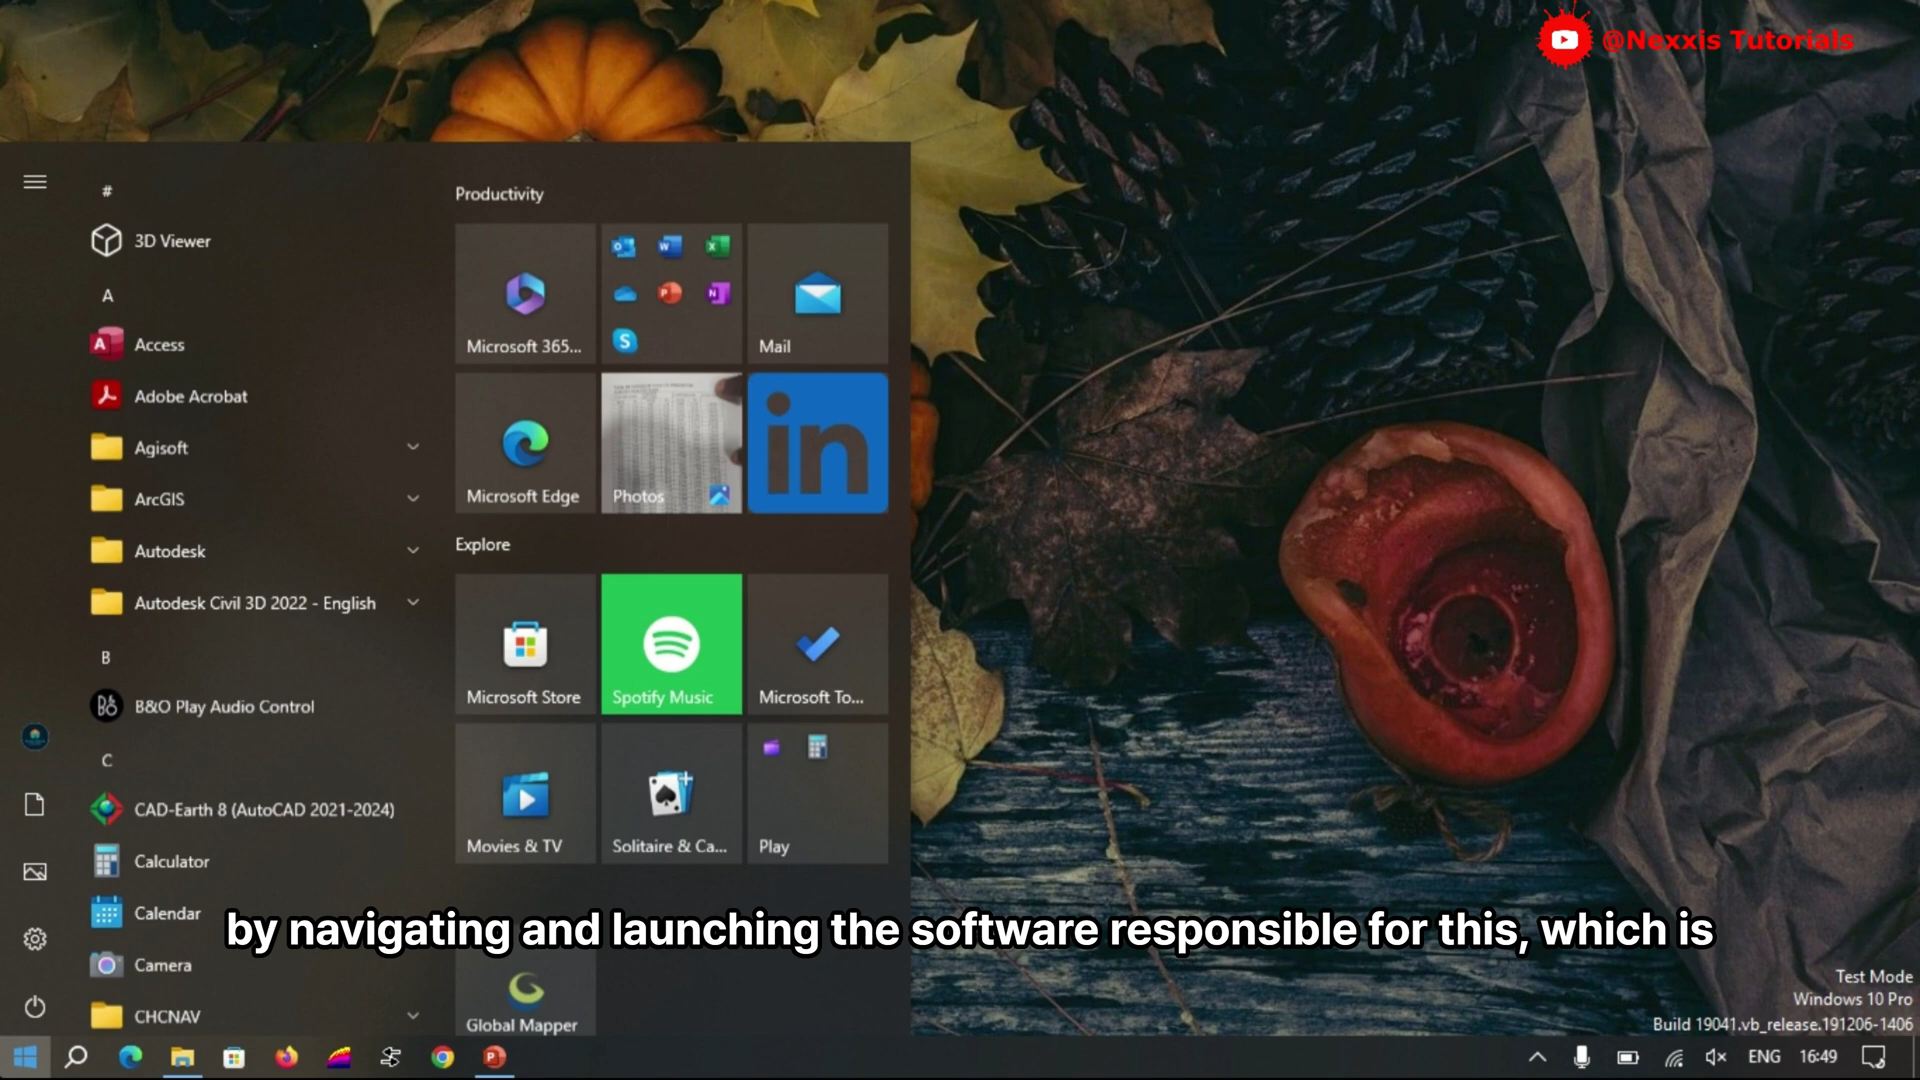 @Nexxis Tutorials
#
3D Viewer
A
Access
Adobe Acrobat
Agisoft
ArcGIS
Autodesk
Autodesk Civil 3D 2022 - English
B
B&O Play Audio Control
C
CAD-Earth 8 (AutoCAD 2021-2024)
Calculator
Calendar
Camera
CHCNAV
Productivity
Microsoft 365...
Mail
Microsoft Edge
Photos
in
Explore
Microsoft Store
Spotify Music
Microsoft To...
Movies & TV
Solitaire & Ca...
Play
Global Mapper
by navigating and launching the software responsible for this, which is
Test Mode
Windows 10 Pro
Build 19041.vb_release.191206-1406
ENG 16:49